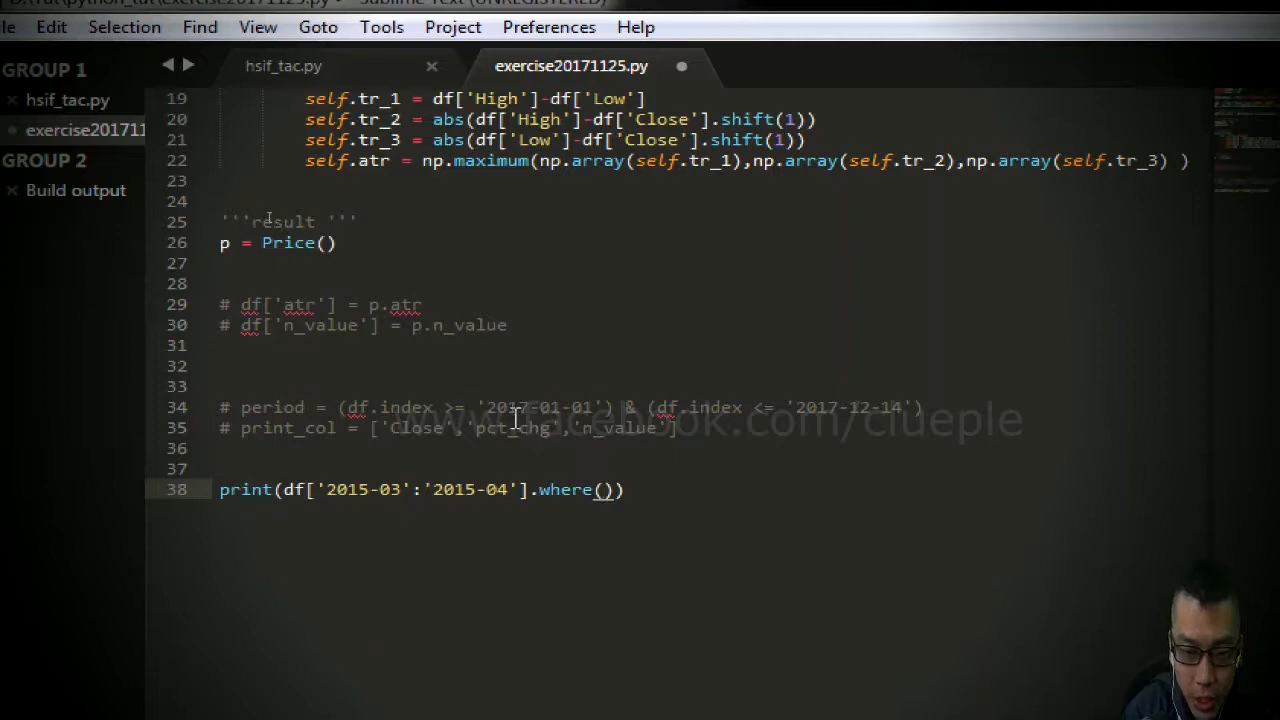 Edit Selection Find View Goto Tools Project Preferences Help
GROUP 1
hsif_tac.py
exercise201711
GROUP 2
Build output
hsif_tac.py
exercise20171125.py
19 self.tr_1 = df['High']-df['Low']
20 self.tr_2 = abs(df['High']-df['Close'].shift(1))
21 self.tr_3 = abs(df['Low']-df['Close'].shift(1))
22 self.atr = np.maximum(np.array(self.tr_1),np.array(self.tr_2),np.array(self.tr_3) )
23
24
25 '''result '''
26 p = Price()
27
28
29 # df['atr'] = p.atr
30 # df['n_value'] = p.n_value
31
32
33
34 # period = (df.index >= '2017-01-01') & (df.index <= '2017-12-14')
35 # print_col = ['Close','pct_chg','n_value']
www.facebook.com/clueple
36
37
38 print(df['2015-03':'2015-04'].where())